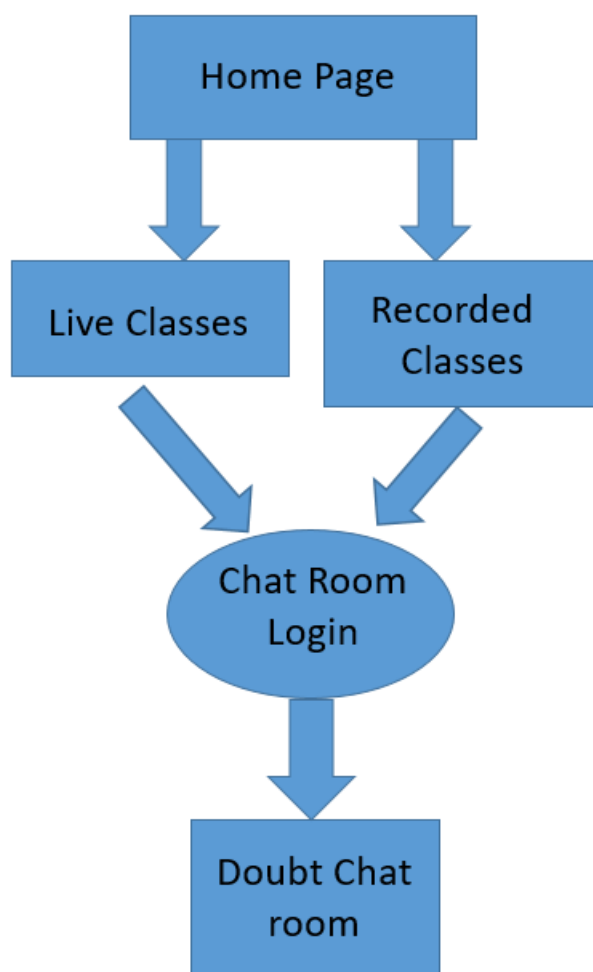 Home Page
Live Classes
Recorded
Classes
Chat Room
Login
Doubt Chat
room